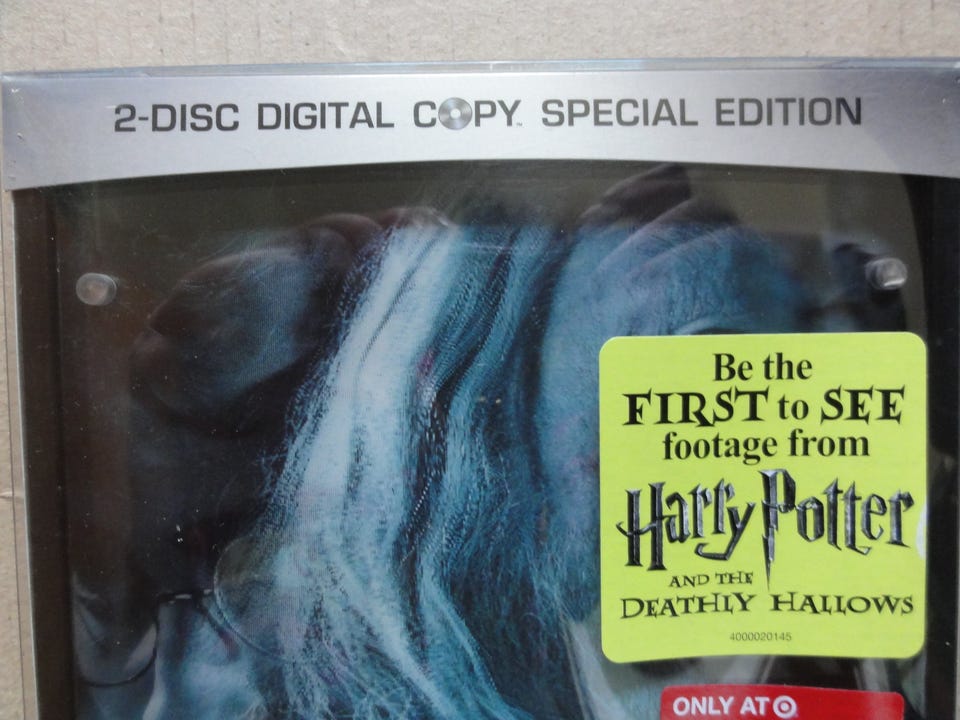 2-DISC DIGITAL COPY™ SPECIAL EDITION
Be the
FIRST to SEE
footage from
Harry Potter
AND THE
DEATHLY HALLOWS
4000020145
ONLY AT